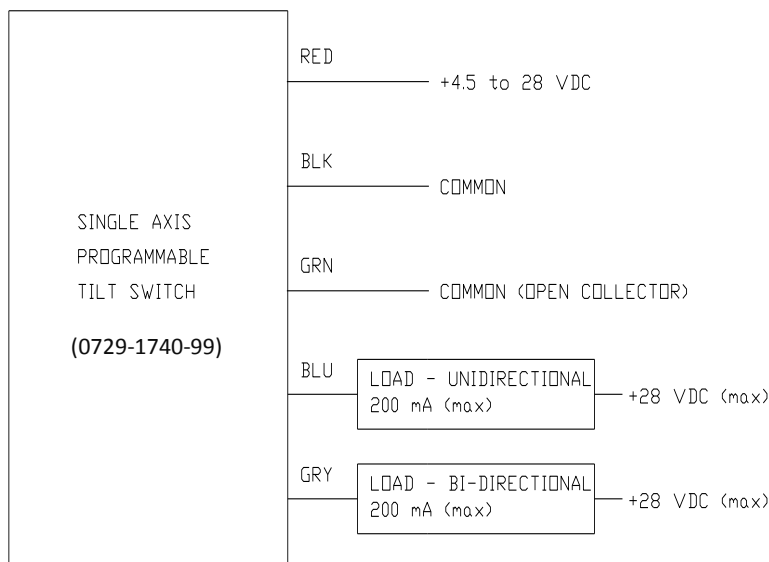 RED
+4.5 to 28 VDC
BLK
COMMON
SINGLE AXIS
PROGRAMMABLE
TILT SWITCH
(0729-1740-99)
GRN
COMMON (OPEN COLLECTOR)
BLU
LOAD - UNIDIRECTIONAL
200 mA (max)
+28 VDC (max)
GRY
LOAD - BI-DIRECTIONAL
200 mA (max)
+28 VDC (max)